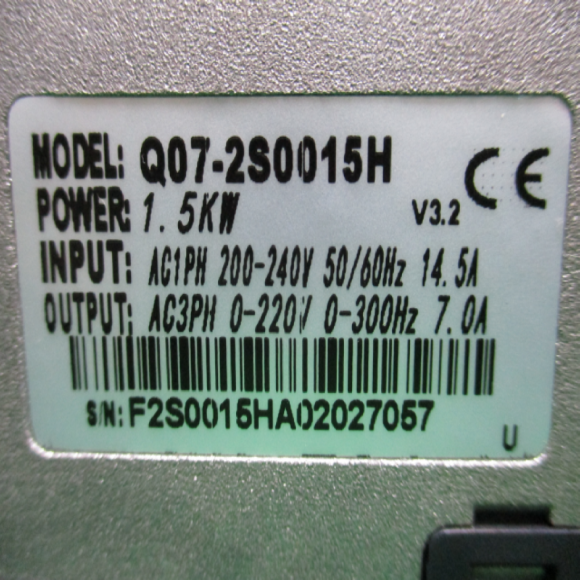 MODEL: Q07-2S0015H
CE
POWER: 1.5KW
V3.2
INPUT: AC1PH 200-240V 50/60Hz 14.5A
OUTPUT: AC3PH 0-220V 0-300Hz 7.0A
S/N: F2S0015HA02027057
U